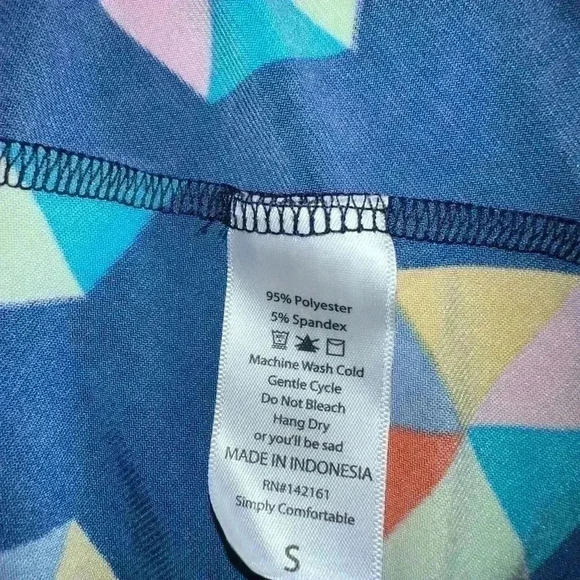 95% Polyester
5% Spandex
Machine Wash Cold
Gentle Cycle
Do Not Bleach
Hang Dry
or you'll be sad
MADE IN INDONESIA
RN#142161
Simply Comfortable
S